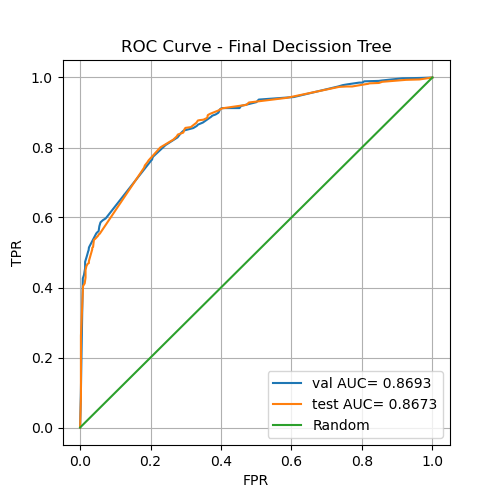 ROC Curve - Final Decission Tree
1.0
0.8
0.6
0.4
0.2
0.0
TPR
0.0 0.2 0.4 0.6 0.8 1.0
FPR
val AUC= 0.8693
test AUC= 0.8673
Random